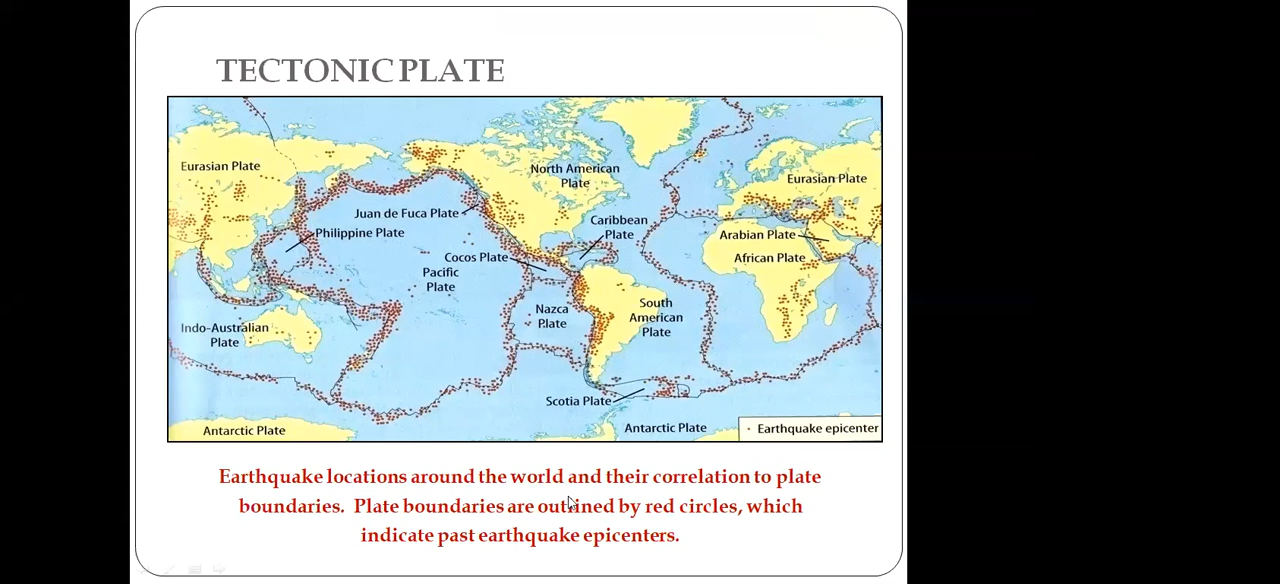 TECTONIC PLATE
Eurasian Plate
North American
Plate
Eurasian Plate
Juan de Fuca Plate
Caribbean
Plate
Philippine Plate
Arabian Plate
Cocos Plate
African Plate
Pacific
Plate
Nazca
Plate
South
American
Plate
Indo-Australian
Plate
Scotia Plate
Antarctic Plate
Antarctic Plate
Earthquake epicenter
Earthquake locations around the world and their correlation to plate
boundaries. Plate boundaries are outlined by red circles, which
indicate past earthquake epicenters.